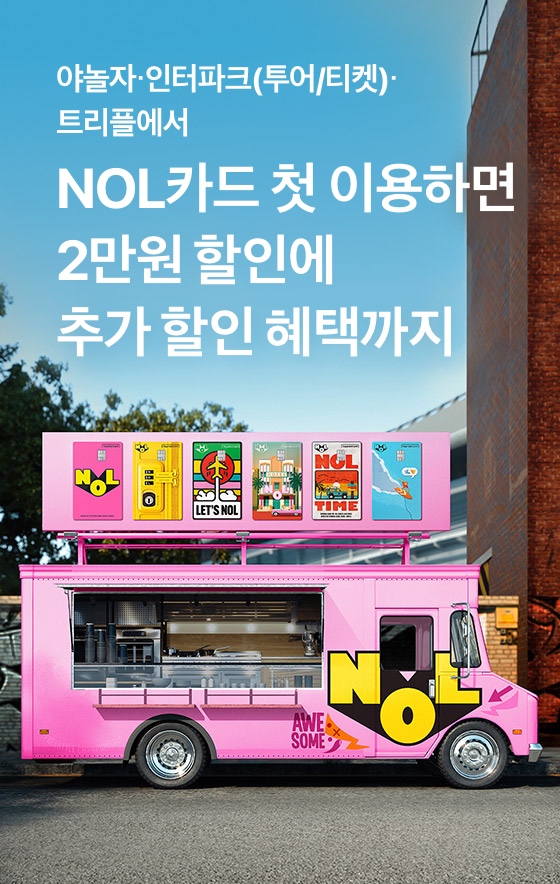 야놀자·인터파크(투어/티켓)·
트리플에서
NOL카드 첫 이용하면
2만원 할인에
추가 할인 혜택까지
NOL
LET'S NOL
NOL
TIME
NOL
AWE
SOME